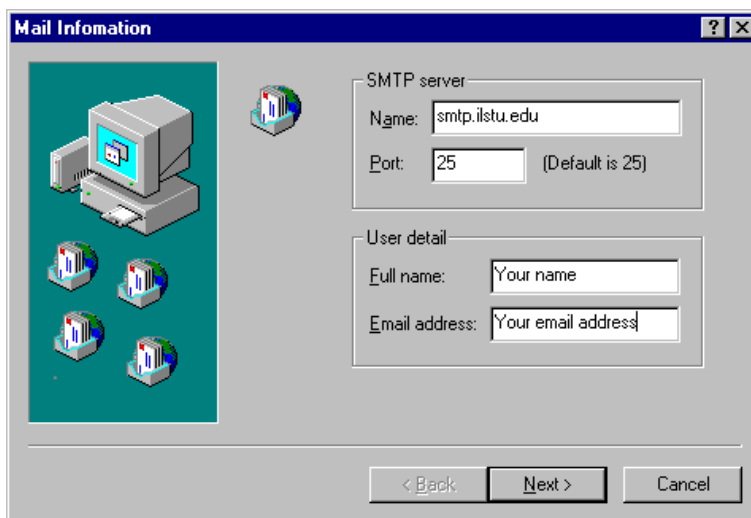 Mail Infomation
SMTP server
Name: smtp.ilstu.edu
Port: 25 (Default is 25)
User detail
Full name: Your name
Email address: Your email address
< Back Next > Cancel